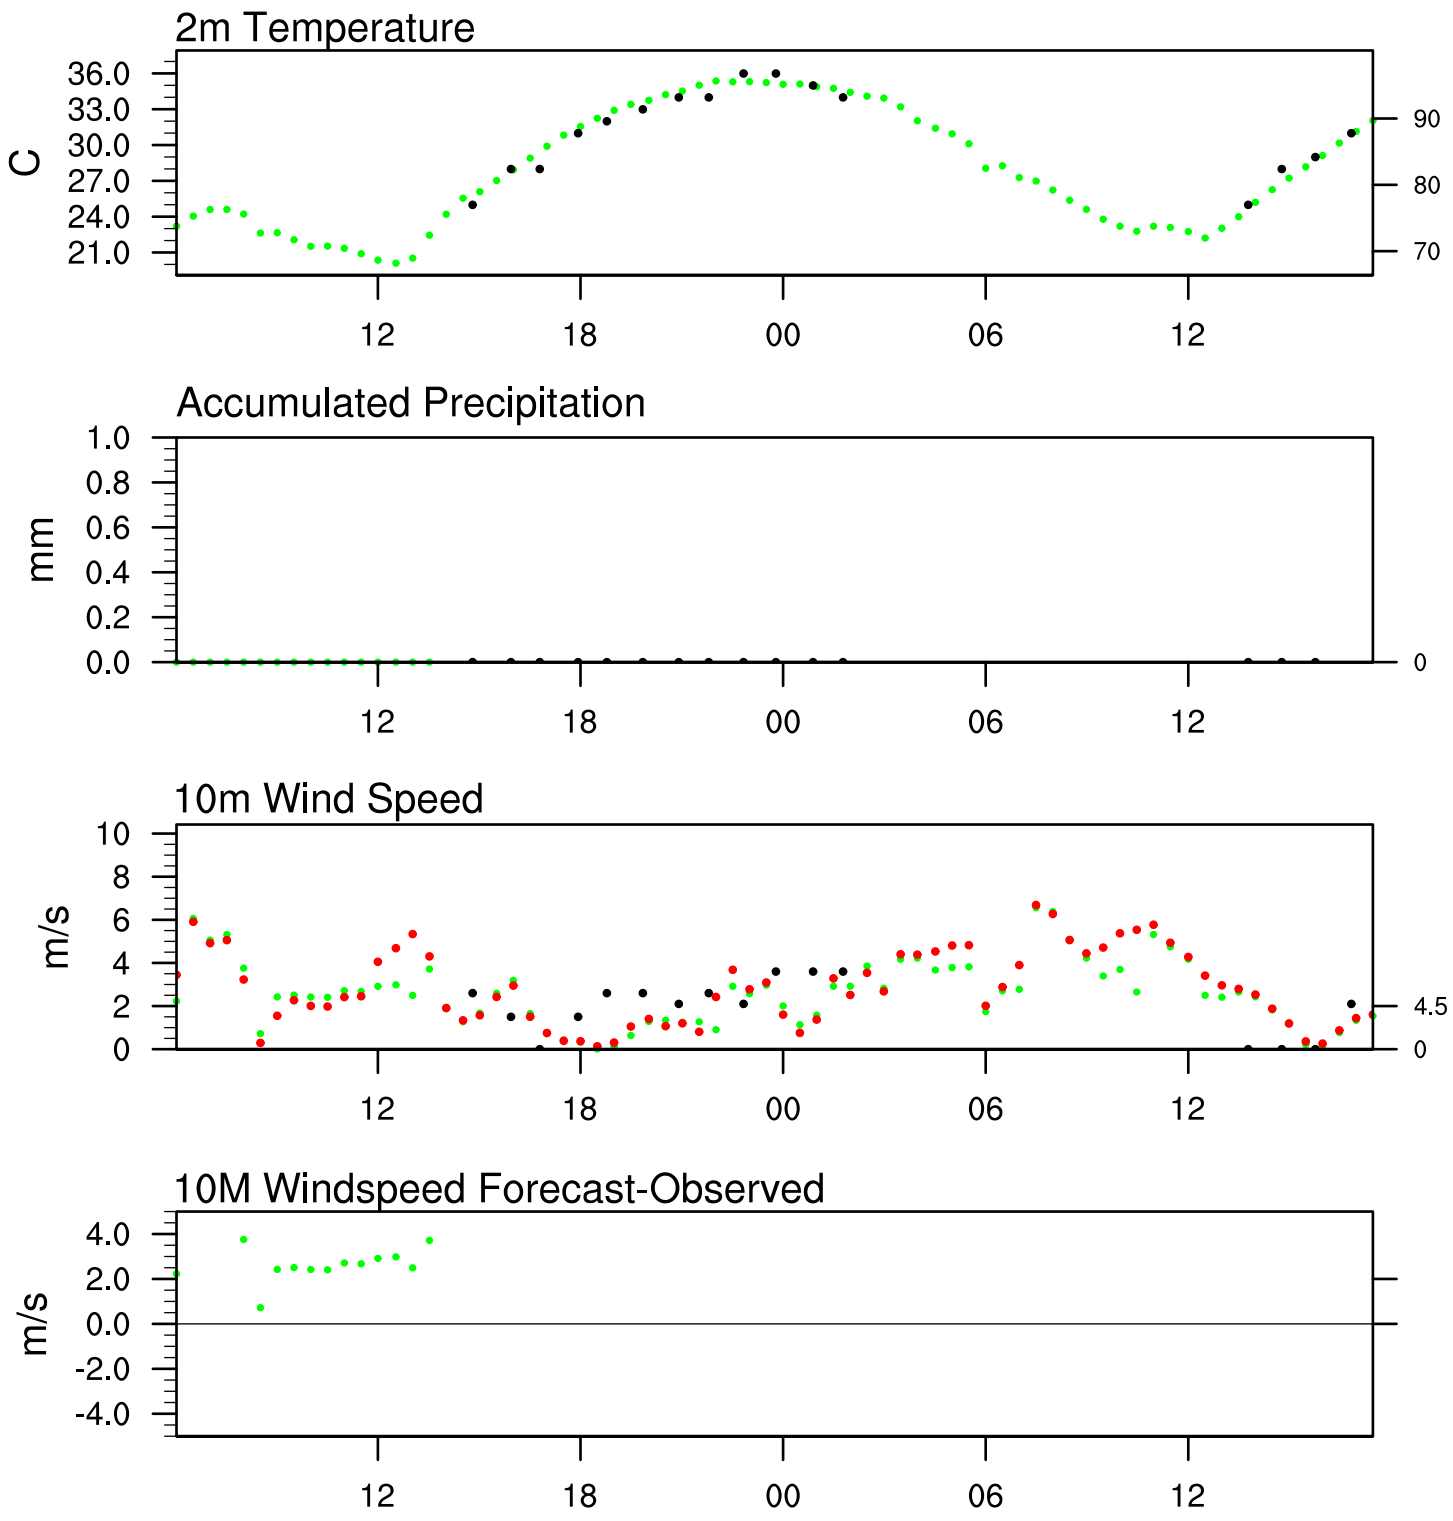 2m Temperature
36.0
33.0
30.0
27.0
24.0
21.0
C
90
80
70
12 18 00 06 12
Accumulated Precipitation
1.0
0.8
0.6
0.4
0.2
0.0
mm
0
12 18 00 06 12
10m Wind Speed
10
8
6
4
2
0
m/s
4.5
0
12 18 00 06 12
10M Windspeed Forecast-Observed
4.0
2.0
0.0
-2.0
-4.0
m/s
12 18 00 06 12